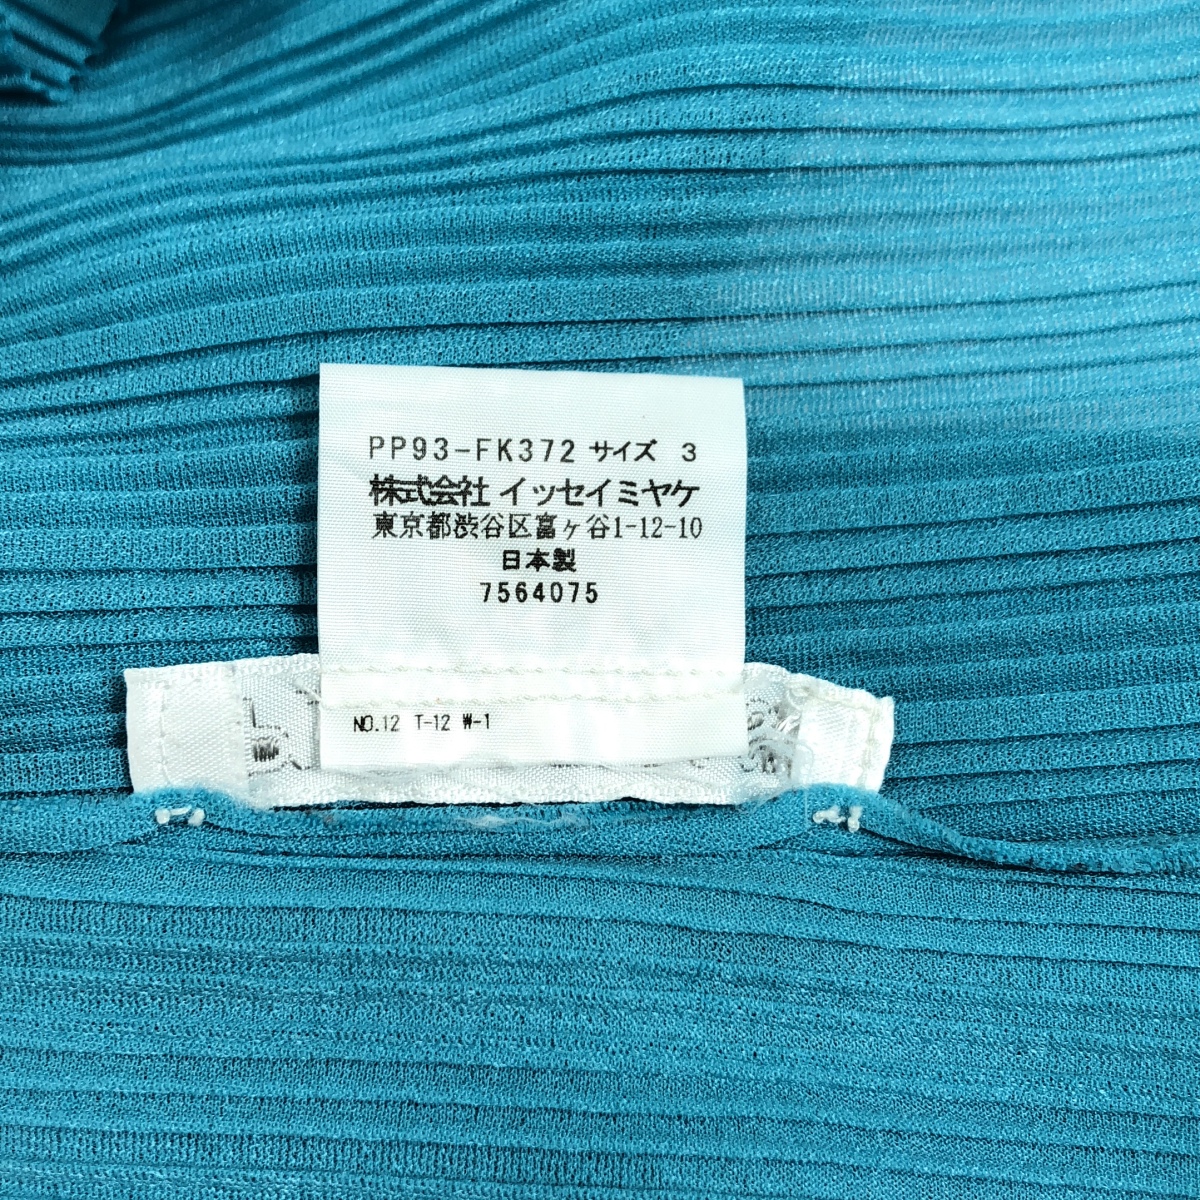 PP93-FK372 サイズ 3
株式会社 イッセイミヤケ
東京都渋谷区富ヶ谷1-12-10
日本製
7564075
NO.12 T-12 W-1